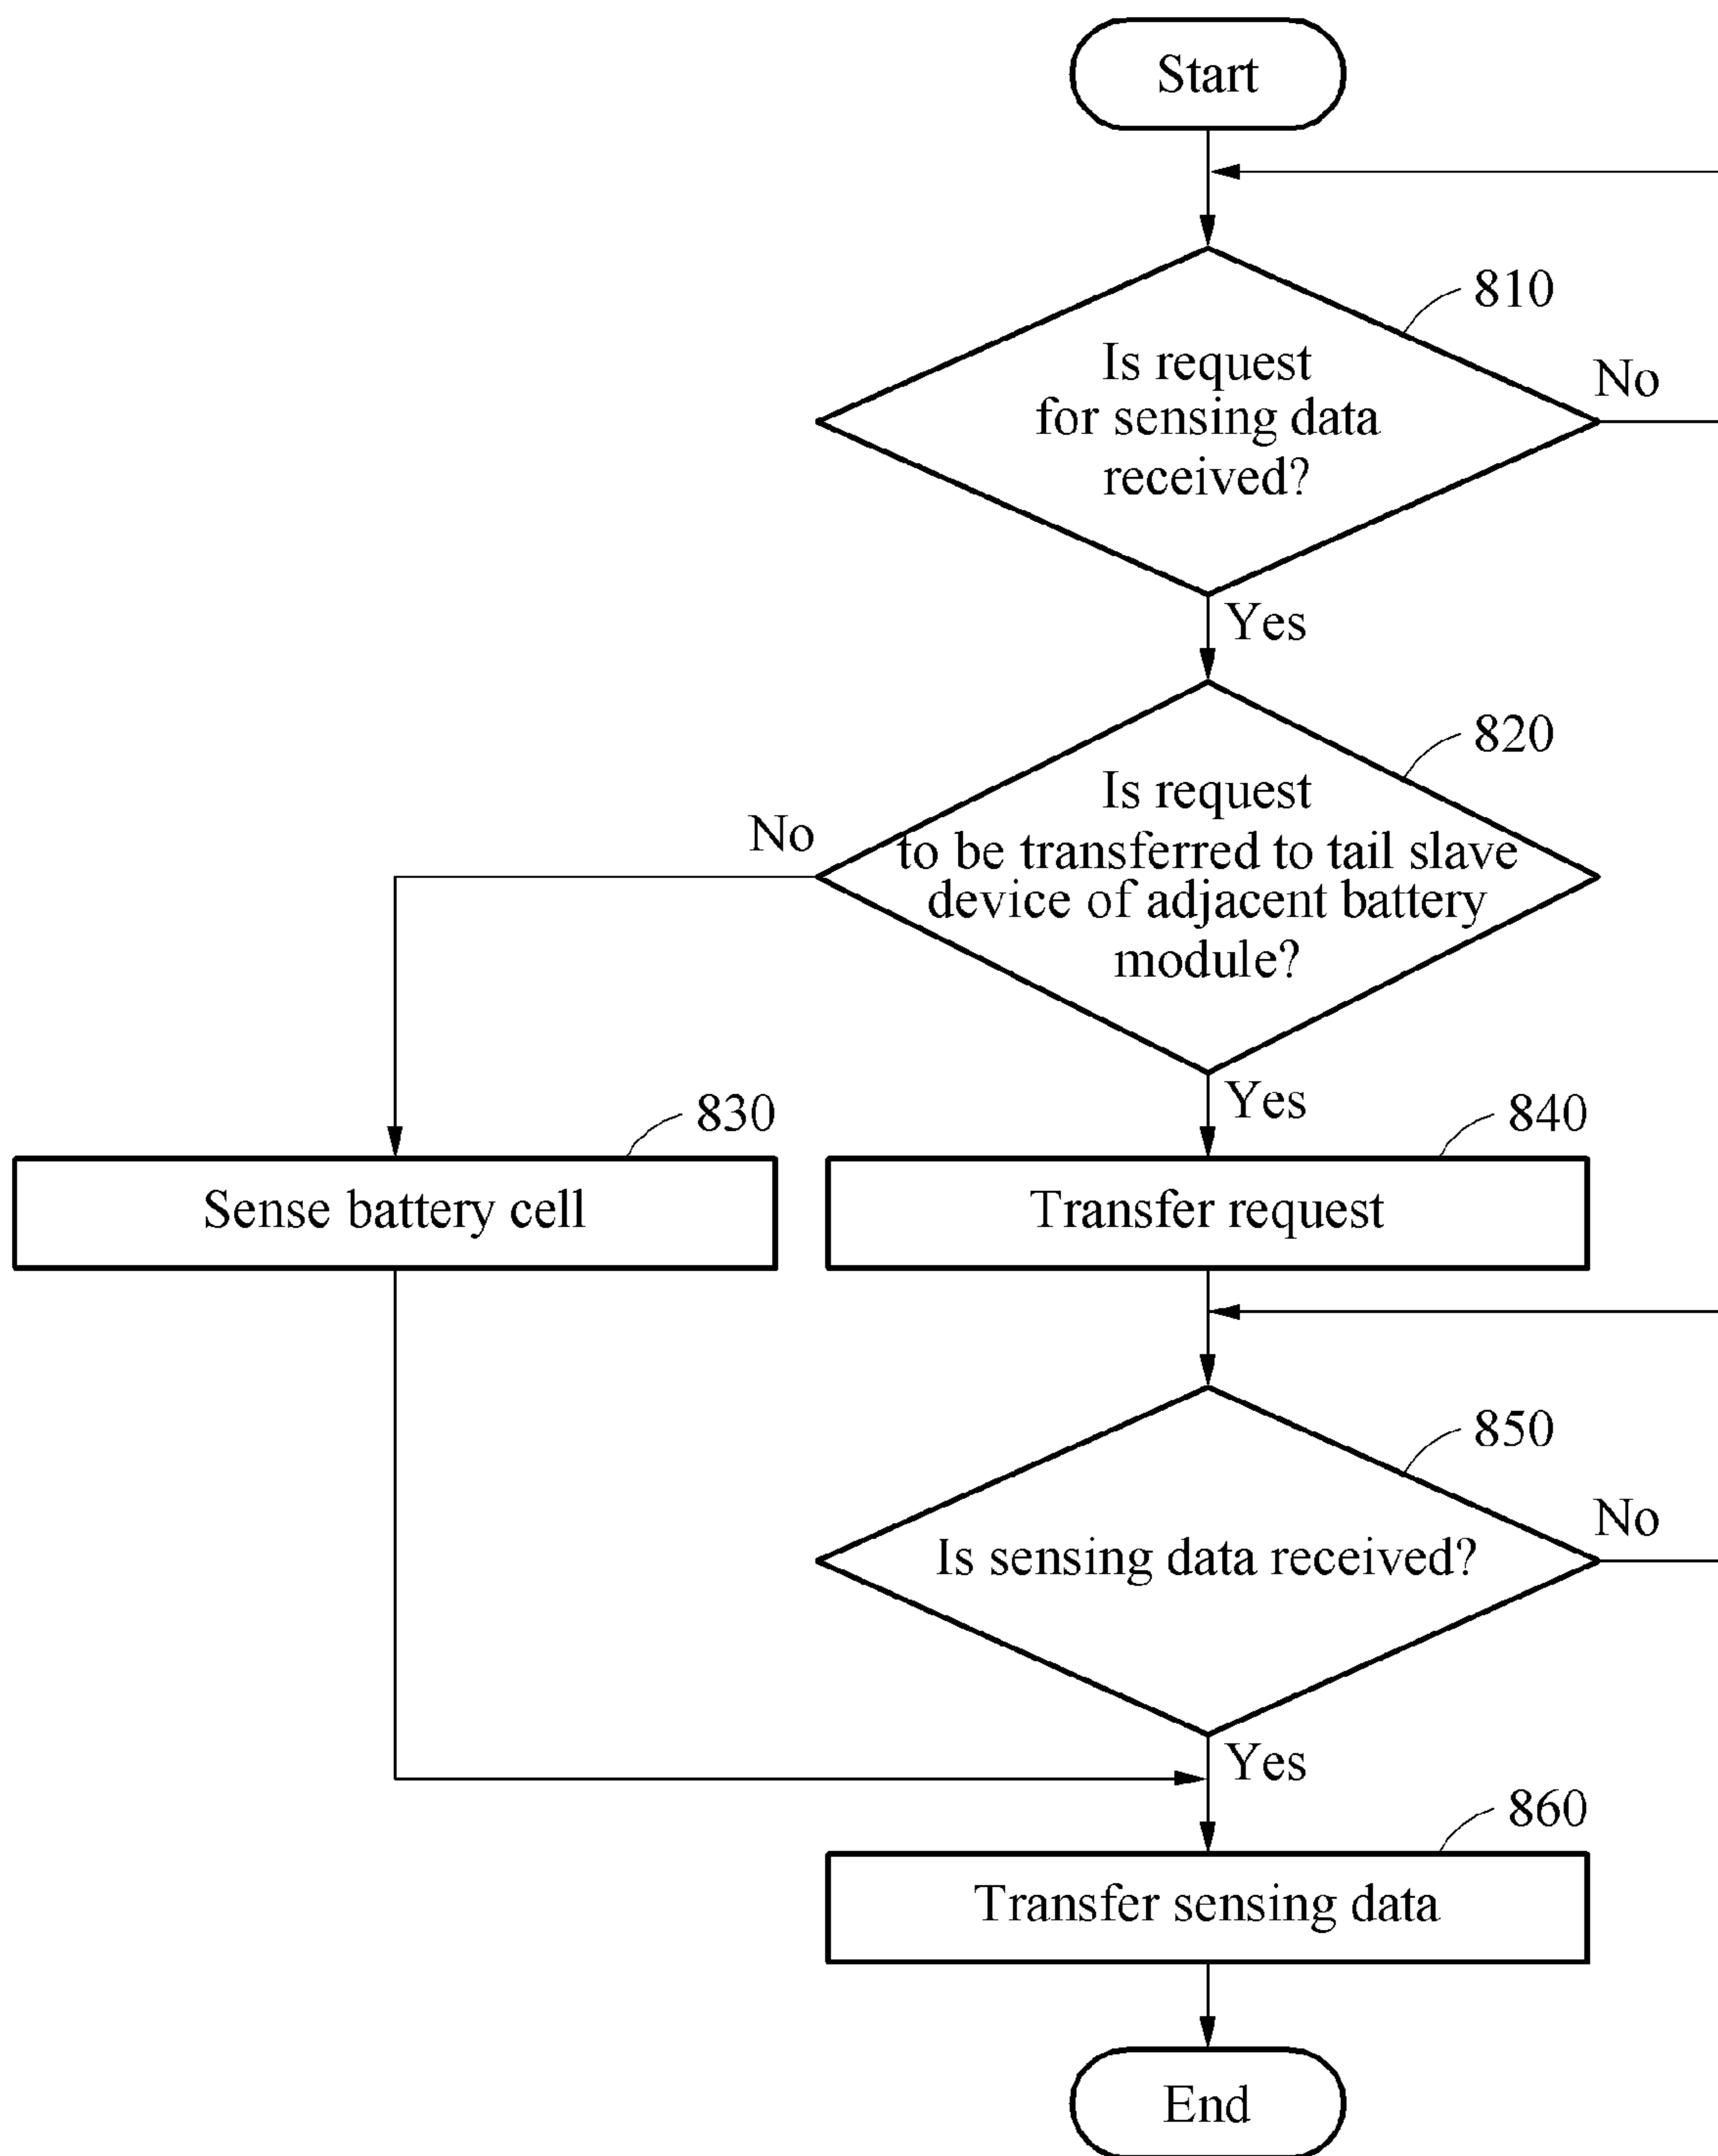 Start
810
Is request
for sensing data
received?
No
Yes
820
Is request
to be transferred to tail slave
device of adjacent battery
module?
No
Yes
830
Sense battery cell
840
Transfer request
850
Is sensing data received?
No
Yes
860
Transfer sensing data
End